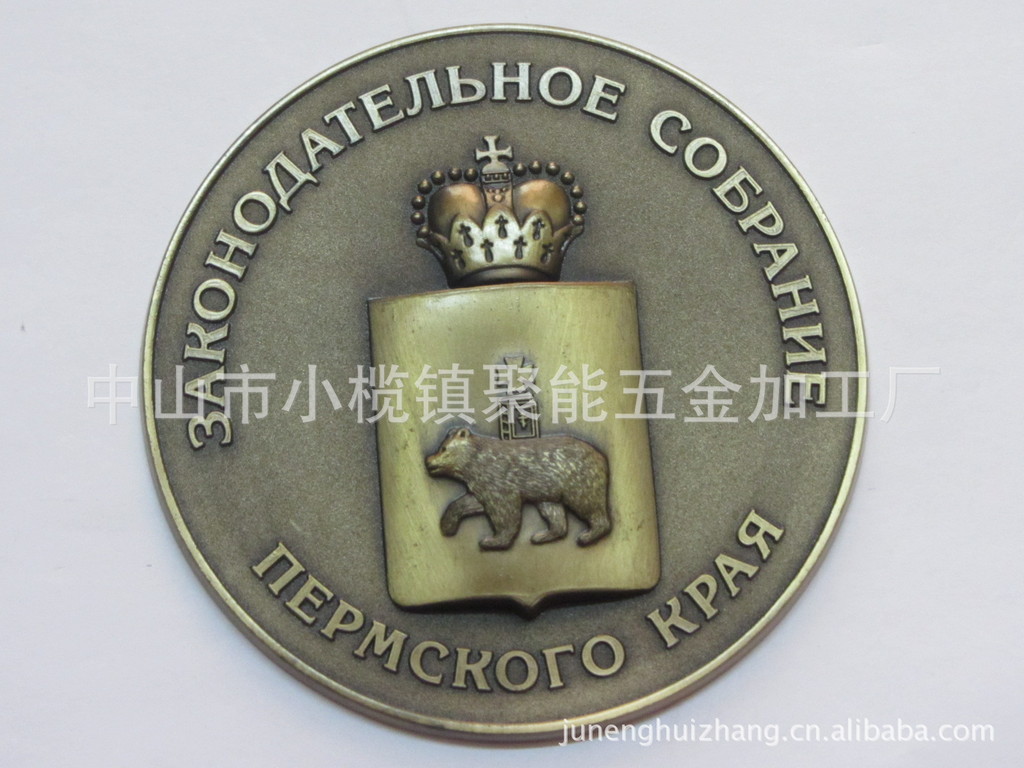 ЗАКОНОДАТЕЛЬНОЕ СОБРАНИЕ
中山市小榄镇聚能五金加工厂
ПЕРМСКОГО КРАЯ
junenghuizhang.cn.alibaba.com